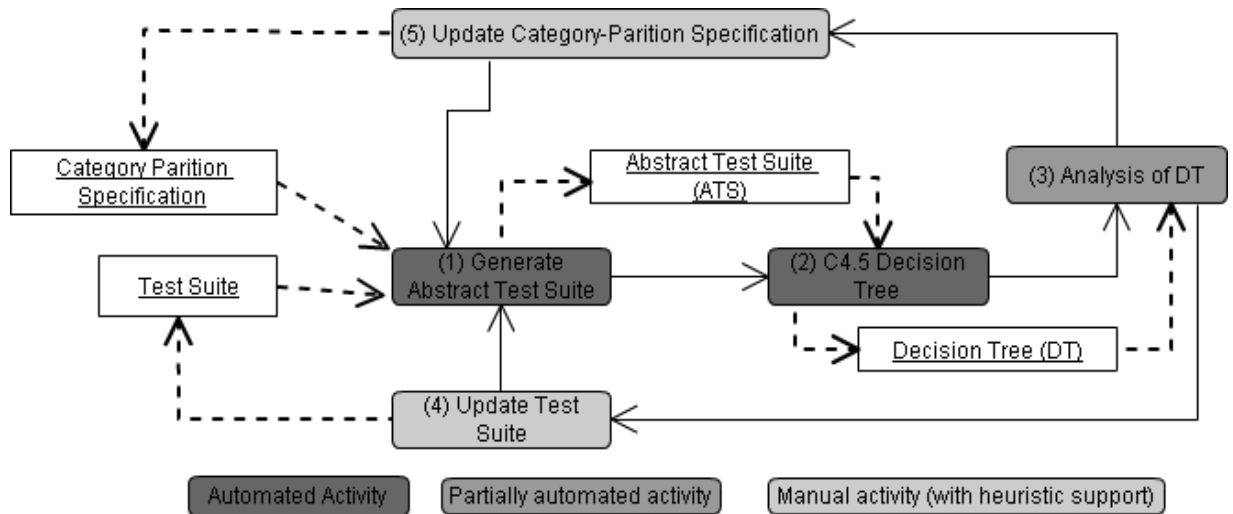 (5) Update Category-Parition Specification
Category Parition
Specification
Abstract Test Suite
(ATS)
(3) Analysis of DT
(1) Generate
Abstract Test Suite
(2) C4.5 Decision
Tree
Test Suite
Decision Tree (DT)
(4) Update Test
Suite
Automated Activity
Partially automated activity
Manual activity (with heuristic support)